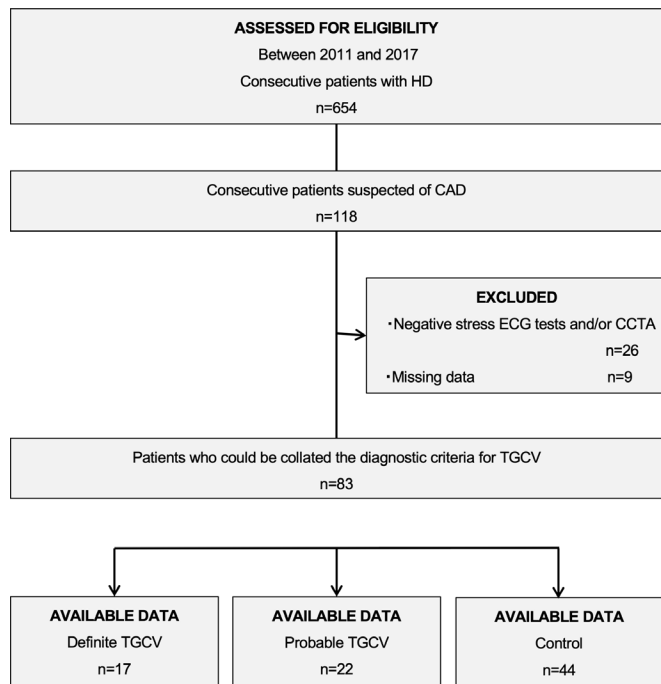 ASSESSED FOR ELIGIBILITY
Between 2011 and 2017
Consecutive patients with HD
n=654
Consecutive patients suspected of CAD
n=118
EXCLUDED
・Negative stress ECG tests and/or CCTA
n=26
・Missing data n=9
Patients who could be collated the diagnostic criteria for TGCV
n=83
AVAILABLE DATA
Definite TGCV
n=17
AVAILABLE DATA
Probable TGCV
n=22
AVAILABLE DATA
Control
n=44